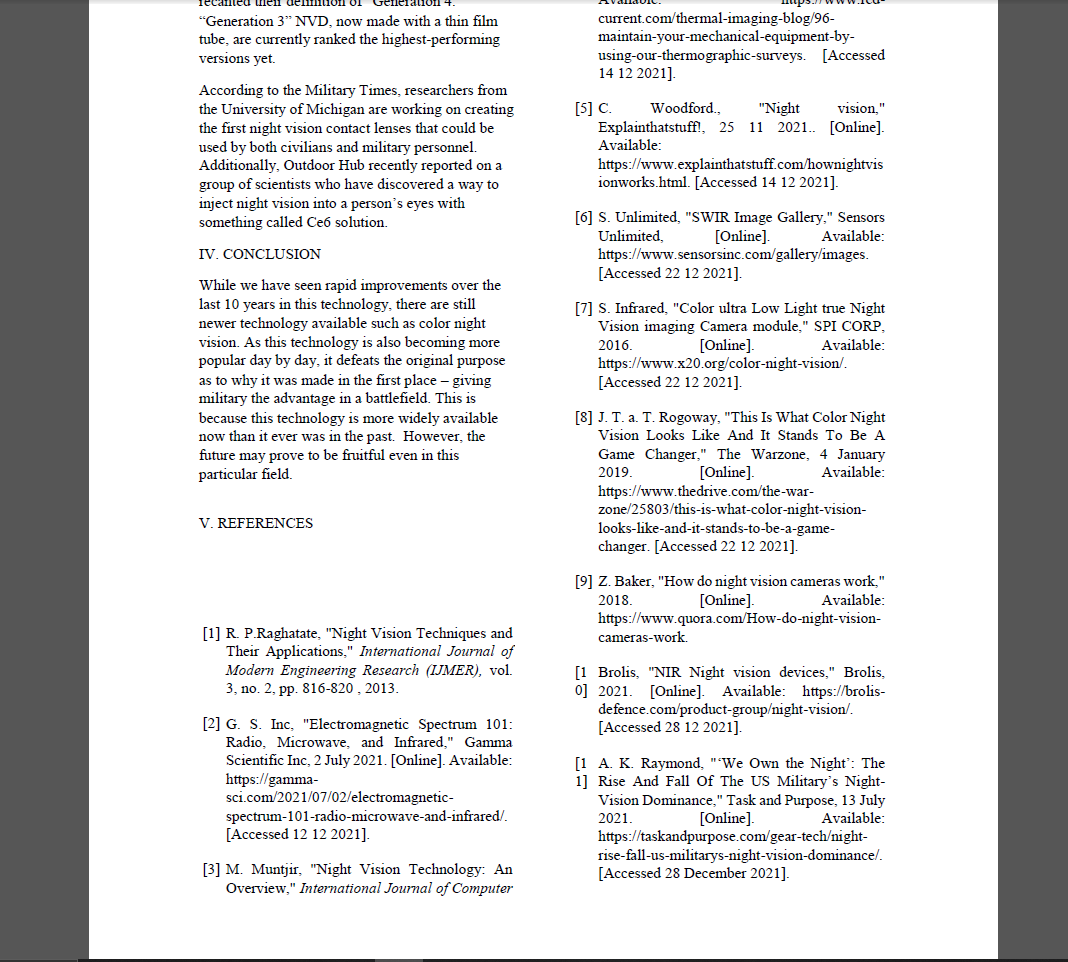 recanted their definition of "Generation 4.
“Generation 3” NVD, now made with a thin film
tube, are currently ranked the highest-performing
versions yet.
According to the Military Times, researchers from
the University of Michigan are working on creating
the first night vision contact lenses that could be
used by both civilians and military personnel.
Additionally, Outdoor Hub recently reported on a
group of scientists who have discovered a way to
inject night vision into a person’s eyes with
something called Ce6 solution.
IV. CONCLUSION
While we have seen rapid improvements over the
last 10 years in this technology, there are still
newer technology available such as color night
vision. As this technology is also becoming more
popular day by day, it defeats the original purpose
as to why it was made in the first place – giving
military the advantage in a battlefield. This is
because this technology is more widely available
now than it ever was in the past.  However, the
future may prove to be fruitful even in this
particular field.
V. REFERENCES
[1] R. P.Raghatate, "Night Vision Techniques and
Their Applications," International Journal of
Modern Engineering Research (IJMER), vol.
3, no. 2, pp. 816-820 , 2013.
[2] G. S. Inc, "Electromagnetic Spectrum 101:
Radio, Microwave, and Infrared," Gamma
Scientific Inc, 2 July 2021. [Online]. Available:
https://gamma-
sci.com/2021/07/02/electromagnetic-
spectrum-101-radio-microwave-and-infrared/.
[Accessed 12 12 2021].
[3] M. Muntjir, "Night Vision Technology: An
Overview," International Journal of Computer
Available: https://www.icd-
current.com/thermal-imaging-blog/96-
maintain-your-mechanical-equipment-by-
using-our-thermographic-surveys. [Accessed
14 12 2021].
[5] C. Woodford., "Night vision,"
Explainthatstuff!, 25 11 2021.. [Online].
Available:
https://www.explainthatstuff.com/hownightvis
ionworks.html. [Accessed 14 12 2021].
[6] S. Unlimited, "SWIR Image Gallery," Sensors
Unlimited, [Online]. Available:
https://www.sensorsinc.com/gallery/images.
[Accessed 22 12 2021].
[7] S. Infrared, "Color ultra Low Light true Night
Vision imaging Camera module," SPI CORP,
2016. [Online]. Available:
https://www.x20.org/color-night-vision/.
[Accessed 22 12 2021].
[8] J. T. a. T. Rogoway, "This Is What Color Night
Vision Looks Like And It Stands To Be A
Game Changer," The Warzone, 4 January
2019. [Online]. Available:
https://www.thedrive.com/the-war-
zone/25803/this-is-what-color-night-vision-
looks-like-and-it-stands-to-be-a-game-
changer. [Accessed 22 12 2021].
[9] Z. Baker, "How do night vision cameras work,"
2018. [Online]. Available:
https://www.quora.com/How-do-night-vision-
cameras-work.
[1 Brolis, "NIR Night vision devices," Brolis,
0] 2021. [Online]. Available: https://brolis-
defence.com/product-group/night-vision/.
[Accessed 28 12 2021].
[1 A. K. Raymond, "‘We Own the Night’: The
1] Rise And Fall Of The US Military’s Night-
Vision Dominance," Task and Purpose, 13 July
2021. [Online]. Available:
https://taskandpurpose.com/gear-tech/night-
rise-fall-us-militarys-night-vision-dominance/.
[Accessed 28 December 2021].